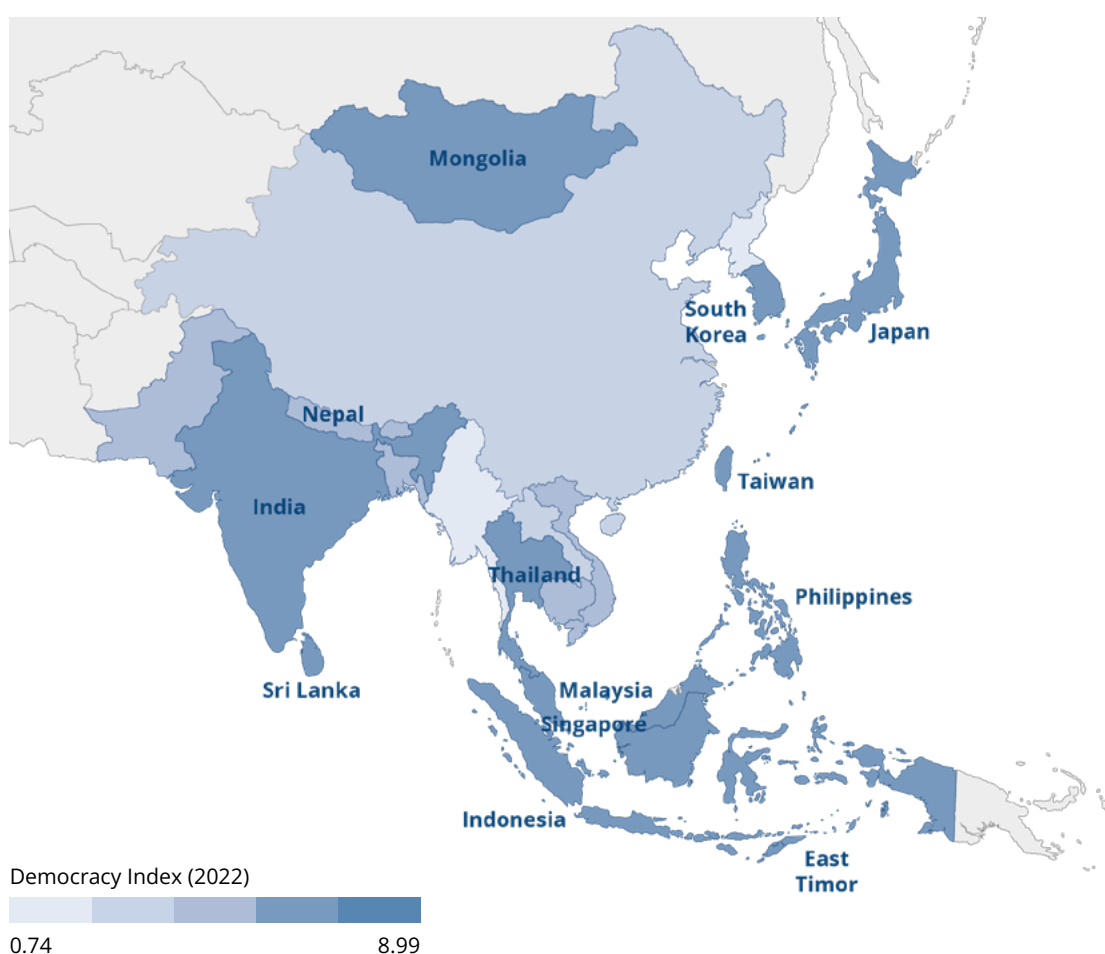 Mongolia
South
Korea
Japan
Nepal
Taiwan
India
Thailand
Philippines
Sri Lanka
Malaysia
Singapore
Indonesia
East
Timor
Democracy Index (2022)
0.74
8.99